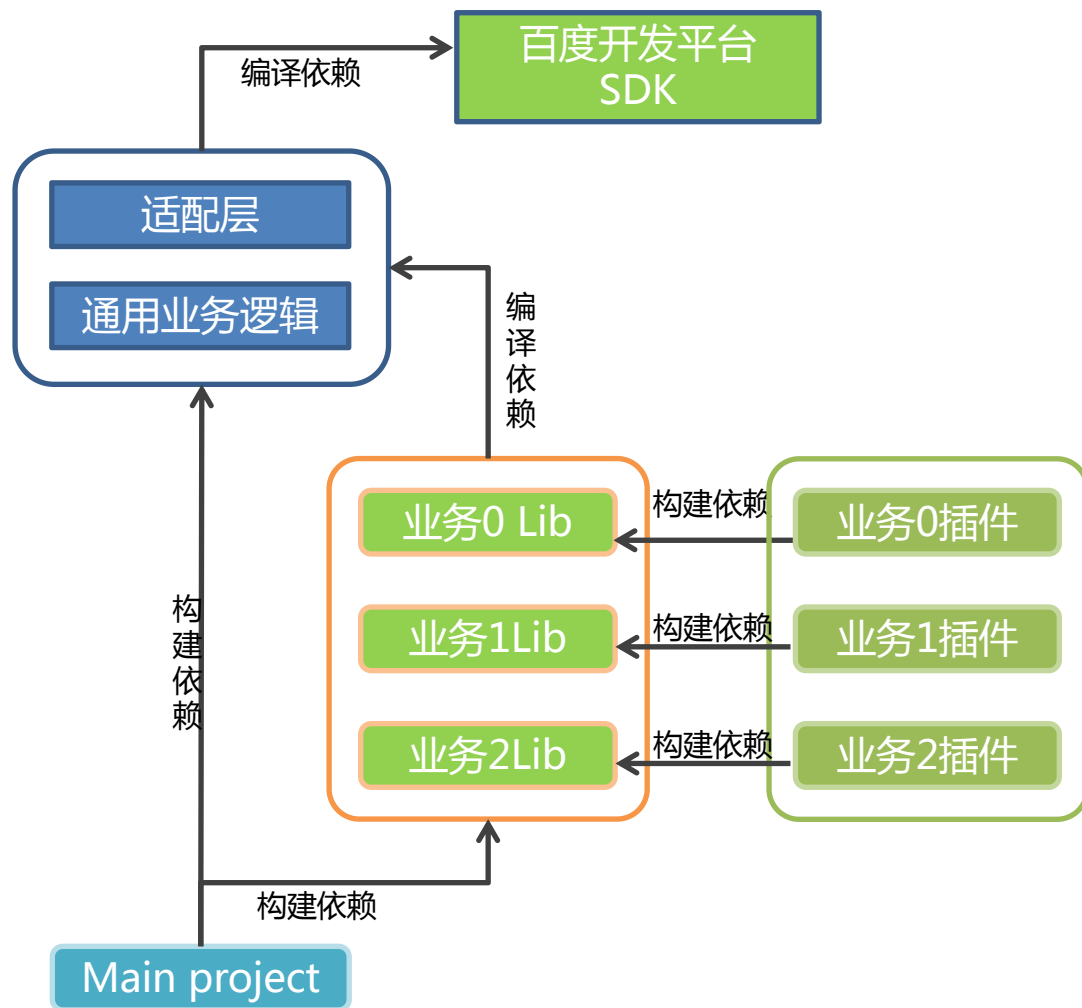 百度开发平台
SDK
编译依赖
适配层
通用业务逻辑
编译依赖
业务0 Lib
构建依赖
业务0插件
构建依赖
业务1Lib
构建依赖
业务1插件
业务2Lib
构建依赖
业务2插件
构建依赖
Main project